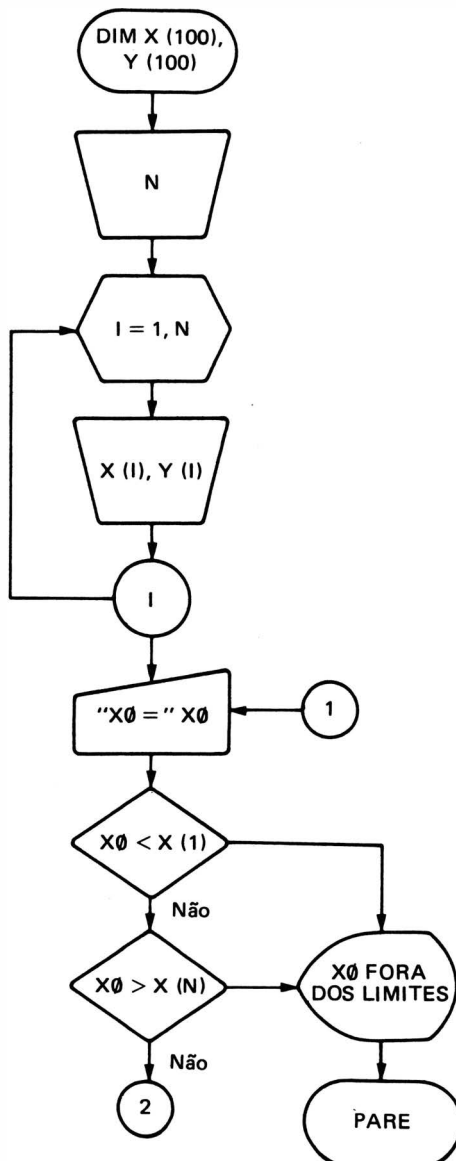 DIM X (100),
Y (100)
N
I = 1, N
X (I), Y (I)
I
"XØ =" XØ
1
XØ < X (1)
Não
XØ > X (N)
XØ FORA
DOS LIMITES
Não
2
PARE